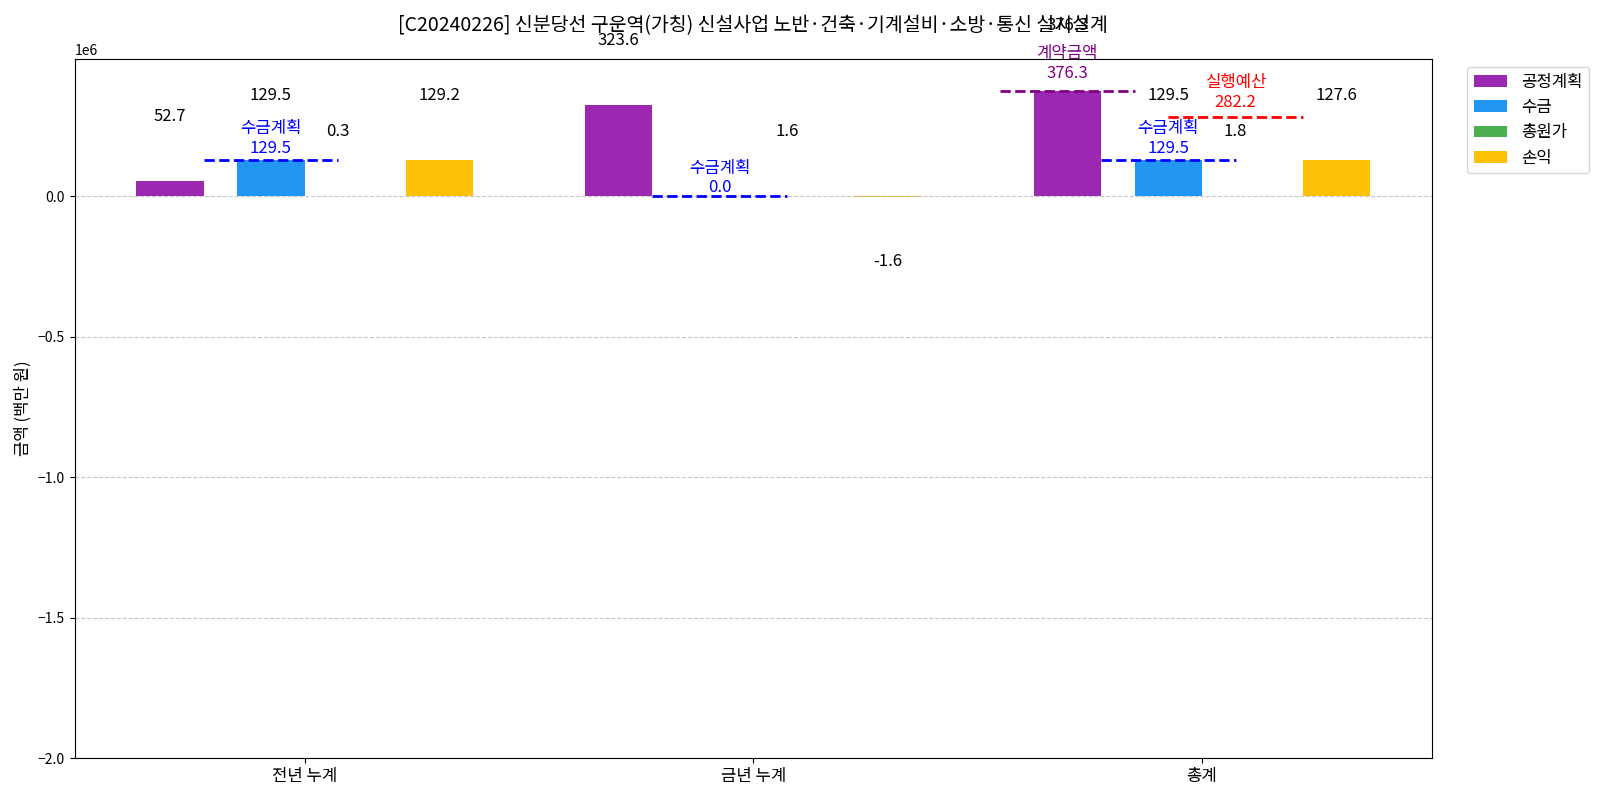 [C20240226] 신분당선 구운역(가칭) 신설사업 노반·건축·기계설비·소방·통신 실시설계
1e6
금액 (백만 원)
0.0
−0.5
−1.0
−1.5
−2.0
52.7
129.5
수금계획
129.5
0.3
129.2
323.6
수금계획
0.0
1.6
-1.6
376.3
계약금액
376.3
129.5
수금계획
129.5
실행예산
282.2
1.8
127.6
전년 누계
금년 누계
총계
공정계획
수금
총원가
손익